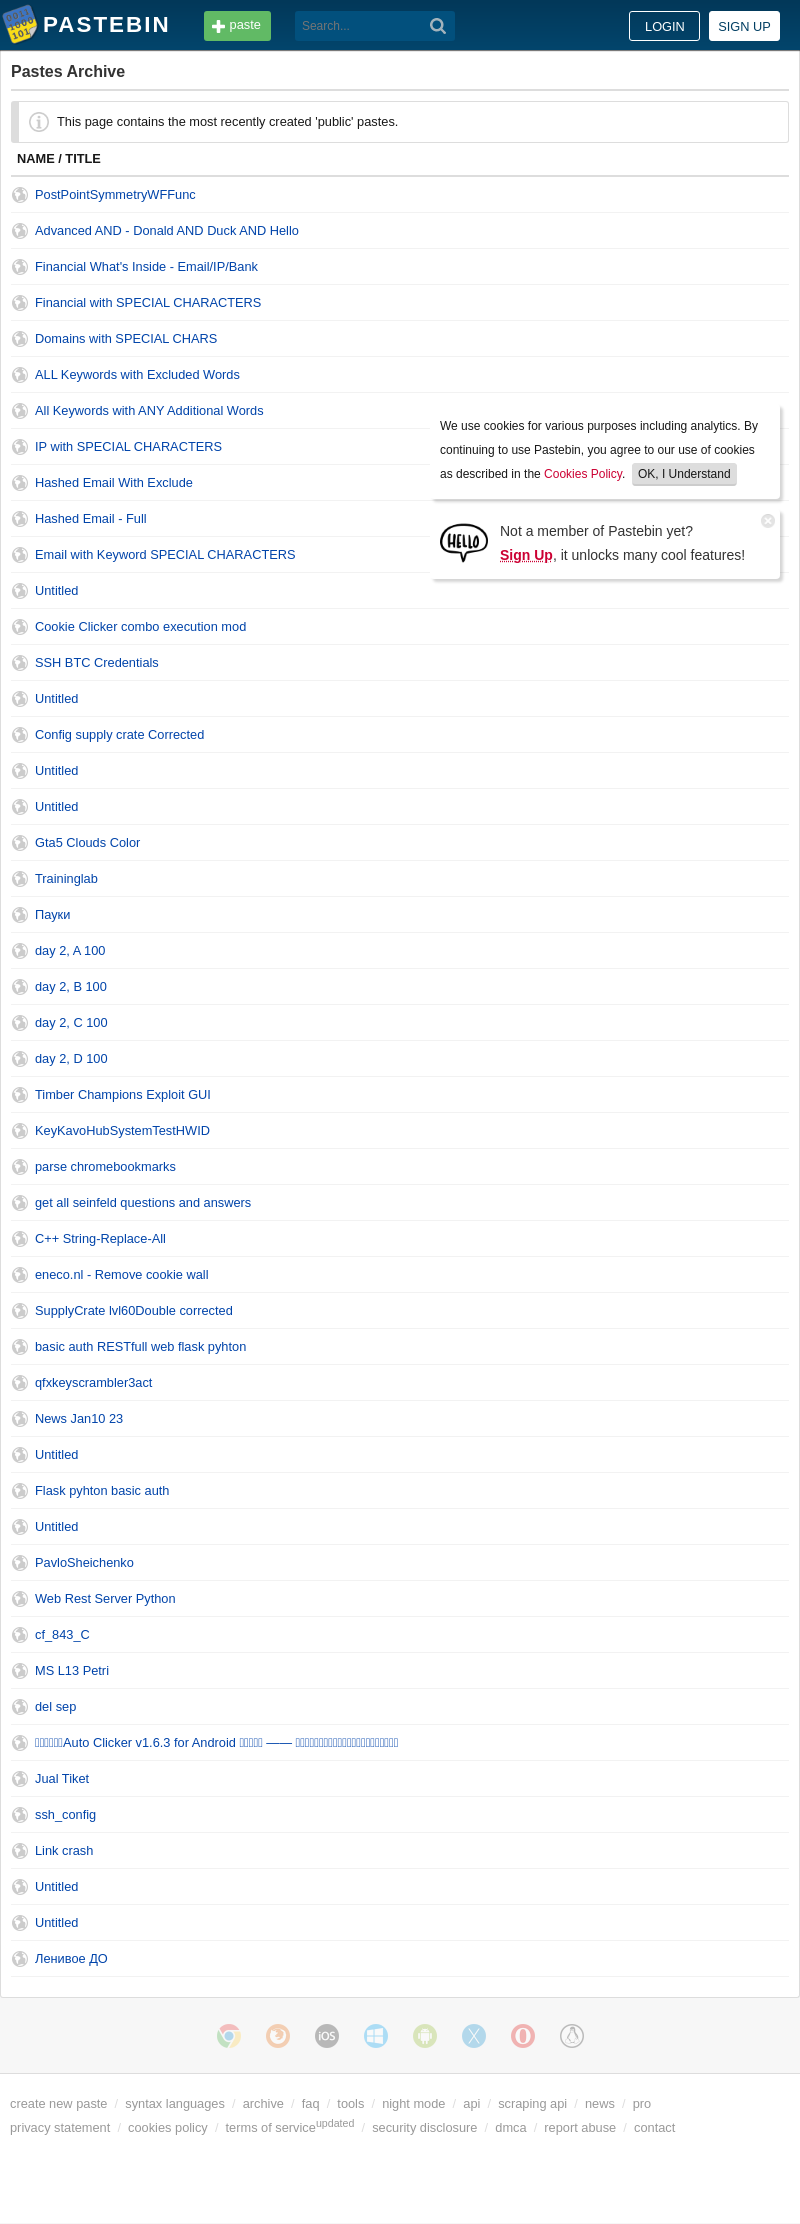 PASTEBIN
paste
Search...
LOGIN
SIGN UP
Pastes Archive
This page contains the most recently created 'public' pastes.
NAME / TITLE
PostPointSymmetryWFFunc
Advanced AND - Donald AND Duck AND Hello
Financial What's Inside - Email/IP/Bank
Financial with SPECIAL CHARACTERS
Domains with SPECIAL CHARS
ALL Keywords with Excluded Words
All Keywords with ANY Additional Words
IP with SPECIAL CHARACTERS
Hashed Email With Exclude
Hashed Email - Full
Email with Keyword SPECIAL CHARACTERS
We use cookies for various purposes including analytics. By
continuing to use Pastebin, you agree to our use of cookies
as described in the Cookies Policy. OK, I Understand
HELLO
Not a member of Pastebin yet?
Sign Up, it unlocks many cool features!
Untitled
Cookie Clicker combo execution mod
SSH BTC Credentials
Untitled
Config supply crate Corrected
Untitled
Untitled
Gta5 Clouds Color
Traininglab
Пауки
day 2, A 100
day 2, B 100
day 2, C 100
day 2, D 100
Timber Champions Exploit GUI
KeyKavoHubSystemTestHWID
parse chromebookmarks
get all seinfeld questions and answers
C++ String-Replace-All
eneco.nl - Remove cookie wall
SupplyCrate lvl60Double corrected
basic auth RESTfull web flask pyhton
qfxkeyscrambler3act
News Jan10 23
Untitled
Flask pyhton basic auth
Untitled
PavloSheichenko
Web Rest Server Python
cf_843_C
MS L13 Petri
del sep
Auto Clicker v1.6.3 for Android ——
Jual Tiket
ssh_config
Link crash
Untitled
Untitled
Ленивое ДО
iOS
create new paste / syntax languages / archive / faq / tools / night mode / api / scraping api / news / pro
privacy statement / cookies policy / terms of service updated / security disclosure / dmca / report abuse / contact